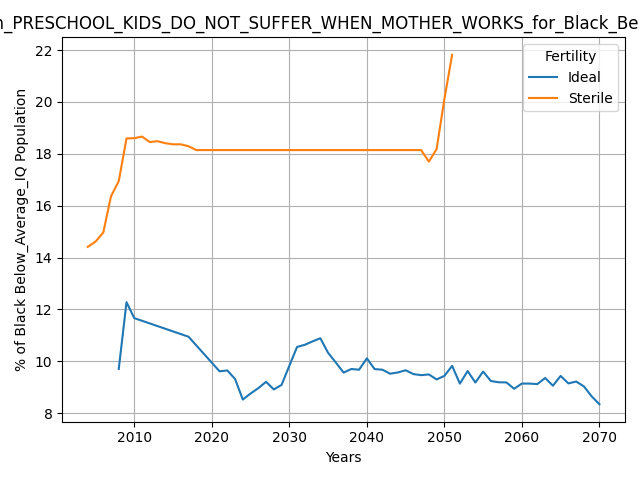 PRESCHOOL_KIDS_DO_NOT_SUFFER_WHEN_MOTHER_WORKS_for_Black_Be
22
20
18
16
14
12
10
8
% of Black Below_Average_IQ Population
Fertility
Ideal
Sterile
2010
2020
2030
2040
2050
2060
2070
Years